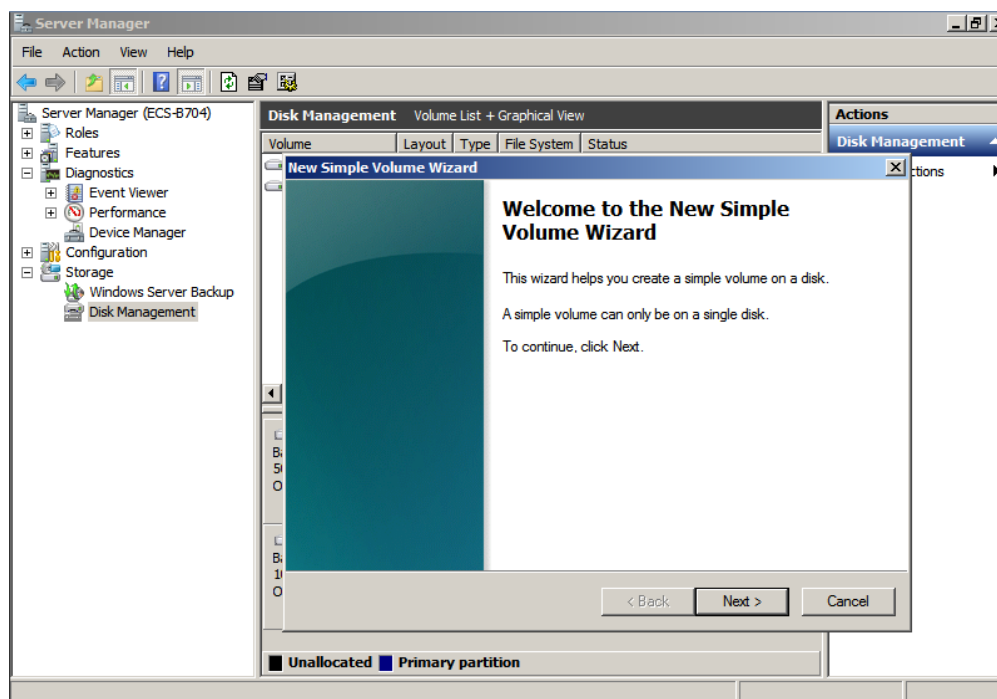 Server Manager
File Action View Help
Server Manager (ECS-B704)
Roles
Features
Diagnostics
Event Viewer
Performance
Device Manager
Configuration
Storage
Windows Server Backup
Disk Management
Disk Management Volume List + Graphical View
Volume Layout Type File System Status
New Simple Volume Wizard
Welcome to the New Simple
Volume Wizard
This wizard helps you create a simple volume on a disk.
A simple volume can only be on a single disk.
To continue, click Next.
< Back Next > Cancel
Unallocated Primary partition
Actions
Disk Management